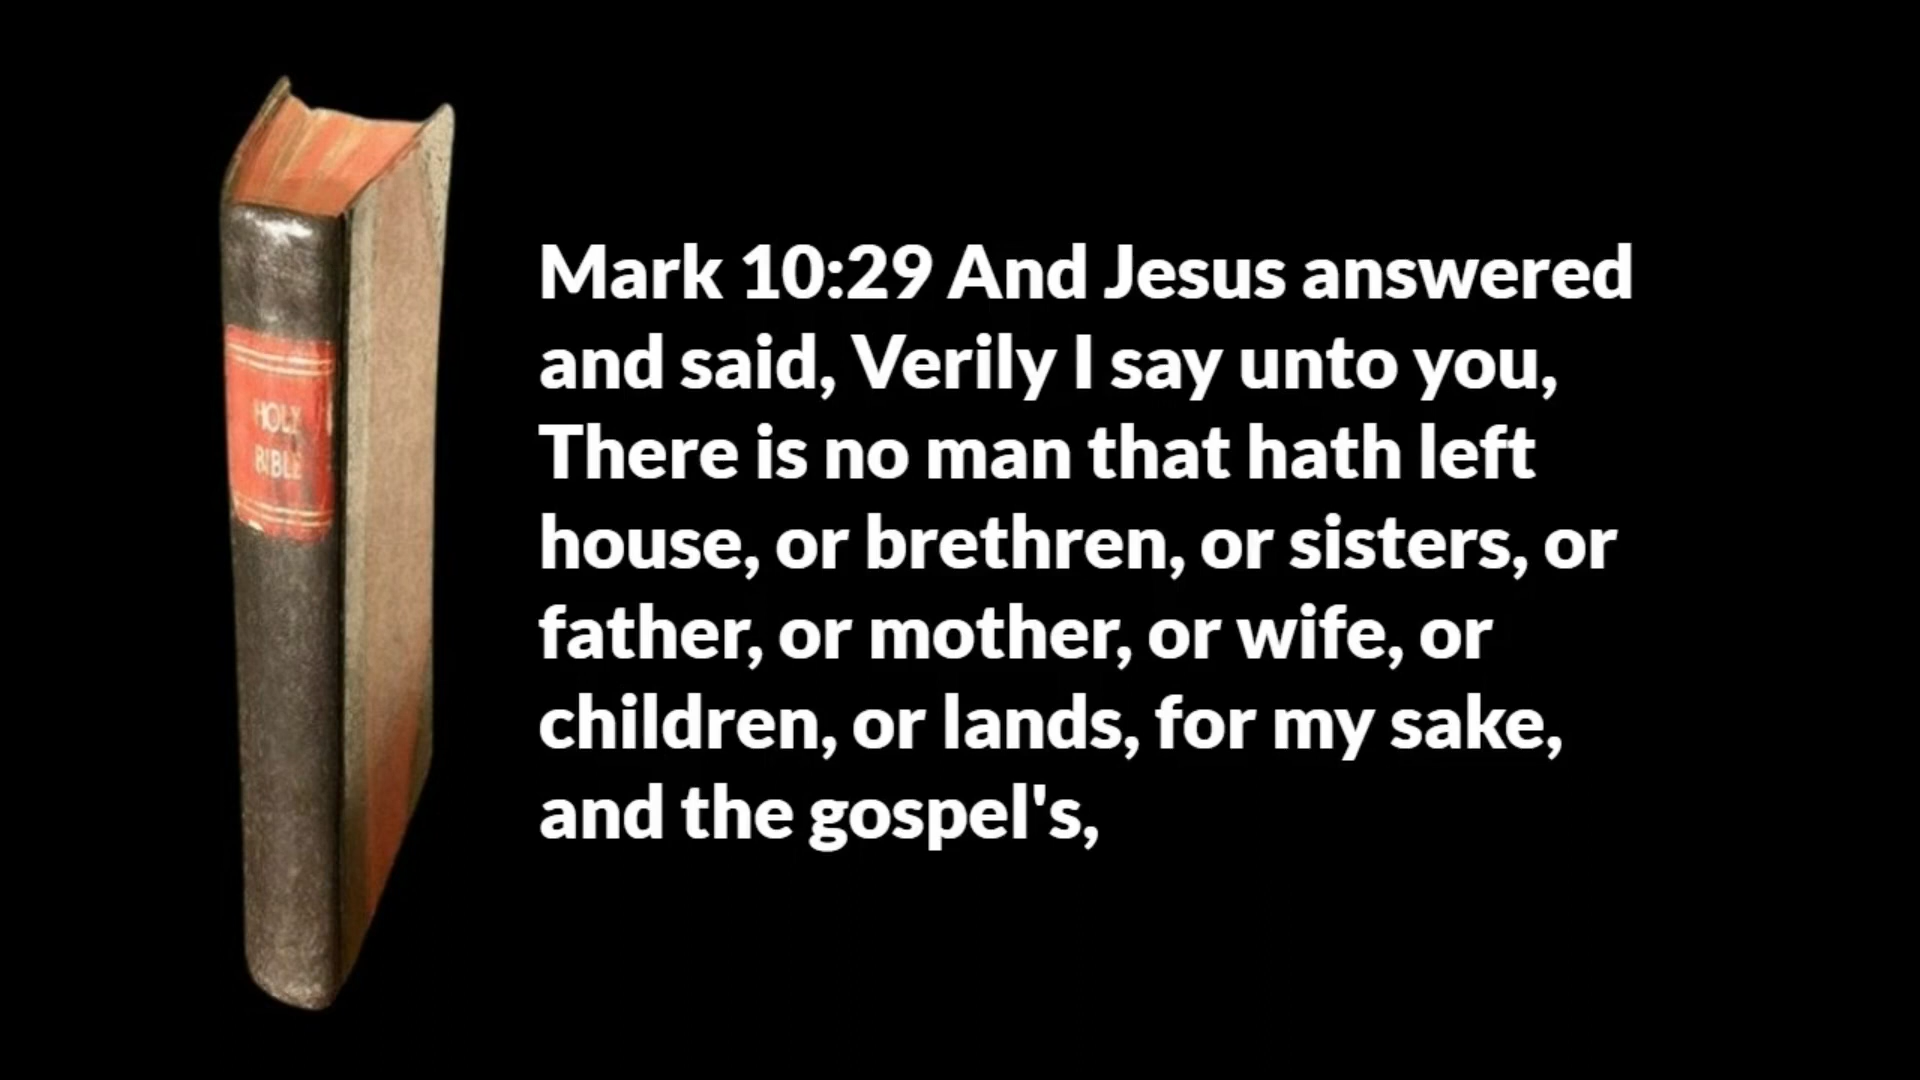 HOLY
BIBLE
Mark 10:29 And Jesus answered
and said, Verily I say unto you,
There is no man that hath left
house, or brethren, or sisters, or
father, or mother, or wife, or
children, or lands, for my sake,
and the gospel's,